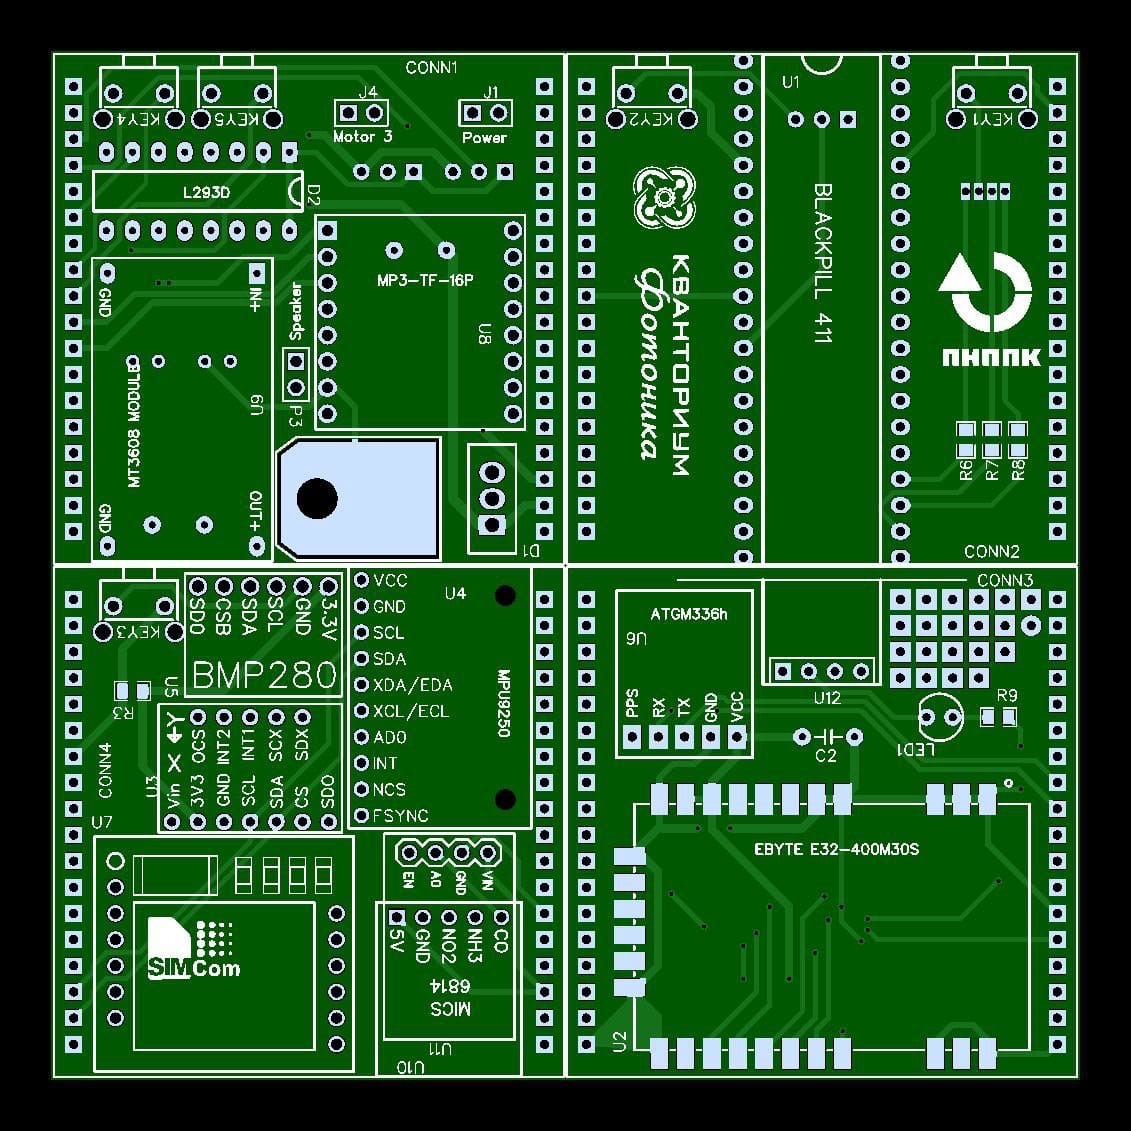 CONN1
KEY4
KEY5
J4
Motor 3
J1
Power
L293D
D2
GND
IN+
MT3608 MODULE
U9
GND
OUT+
Speaker
P3
MP3-TF-16P
U8
D1
KEY2
U1
KEY1
BLACKPILL 411
КВАНТОРИУМ
Фотоника
ПНППК
R6
R7
R8
CONN2
KEY3
SDO
CSB
SDA
SCL
GND
3.3V
BMP280
U5
R3
CONN4
U3
X
+Y
OCS
INT2
INT1
SCX
SDX
Vin
3V3
GND
SCL
SDA
CS
SDO
VCC
GND
SCL
SDA
XDA/EDA
XCL/ECL
ADO
INT
NCS
FSYNC
U4
MPU9250
U7
SIMCom
EN
A0
GND
VIN
5V
GND
NO2
NH3
CO
6814
MICS
U11
U10
CONN3
ATGM336h
U6
PPS
RX
TX
GND
VCC
U12
C2
LED1
R9
EBYTE E32-400M30S
U2